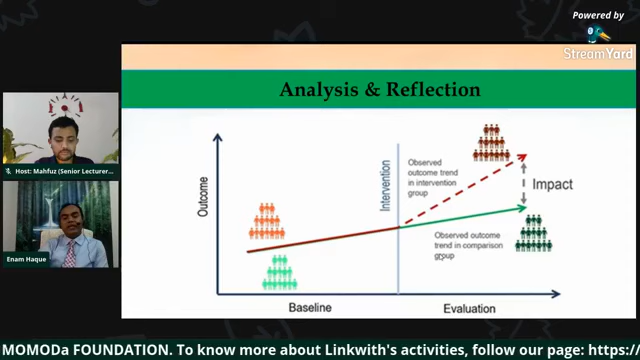 Powered by
StreamYard
Analysis & Reflection
Host: Mahfuz (Senior Lecturer...
Enam Haque
Outcome
Intervention
Observed
outcome trend
in intervention
group
Impact
Observed outcome
trend in comparison
group
Baseline
Evaluation
MOMODa FOUNDATION. To know more about Linkwith's activities, follow our page: https://